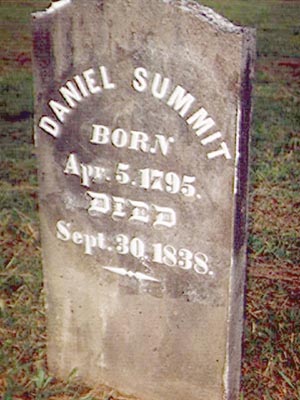 DANIEL SUMMIT
BORN
Apr. 5. 1795.
DIED
Sept. 30, 1838.